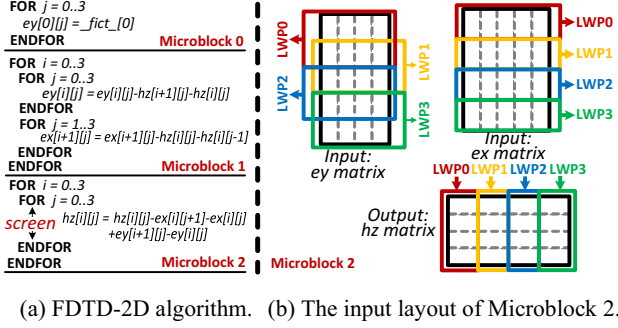 FOR j = 0..3
ey[0][j] = _fict_[0]
ENDFOR
Microblock 0
FOR i = 0..3
FOR j = 0..3
ey[i][j] = ey[i][j]-hz[i+1][j]-hz[i][j]
ENDFOR
FOR j = 1..3
ex[i+1][j] = ex[i+1][j]-hz[i][j]-hz[i][j-1]
ENDFOR
ENDFOR
Microblock 1
FOR i = 0..3
FOR j = 0..3
screen
hz[i][j] = hz[i][j]-ex[i][j+1]-ex[i][j]
+ey[i+1][j]-ey[i][j]
ENDFOR
ENDFOR
Microblock 2
LWP0
LWP1
LWP2
LWP3
Input:
ey matrix
LWP0
LWP1
LWP2
LWP3
Input:
ex matrix
LWP0 LWP1 LWP2 LWP3
Output:
hz matrix
Microblock 2
(a) FDTD-2D algorithm. (b) The input layout of Microblock 2.